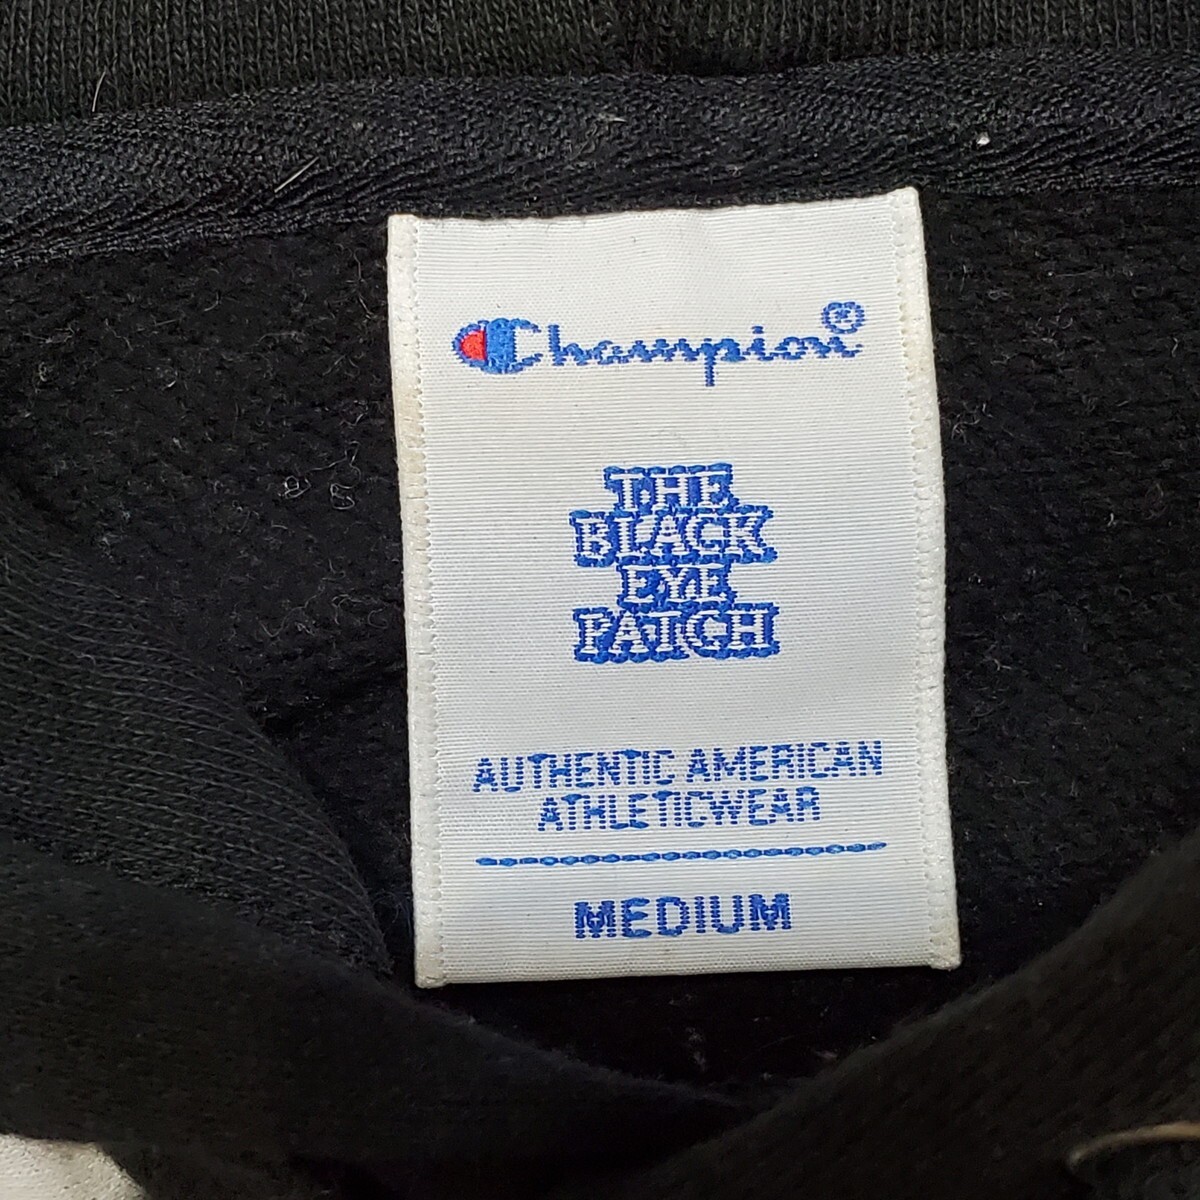 Champion®
THE
BLACK
EYE
PATCH
AUTHENTIC AMERICAN
ATHLETICWEAR
MEDIUM